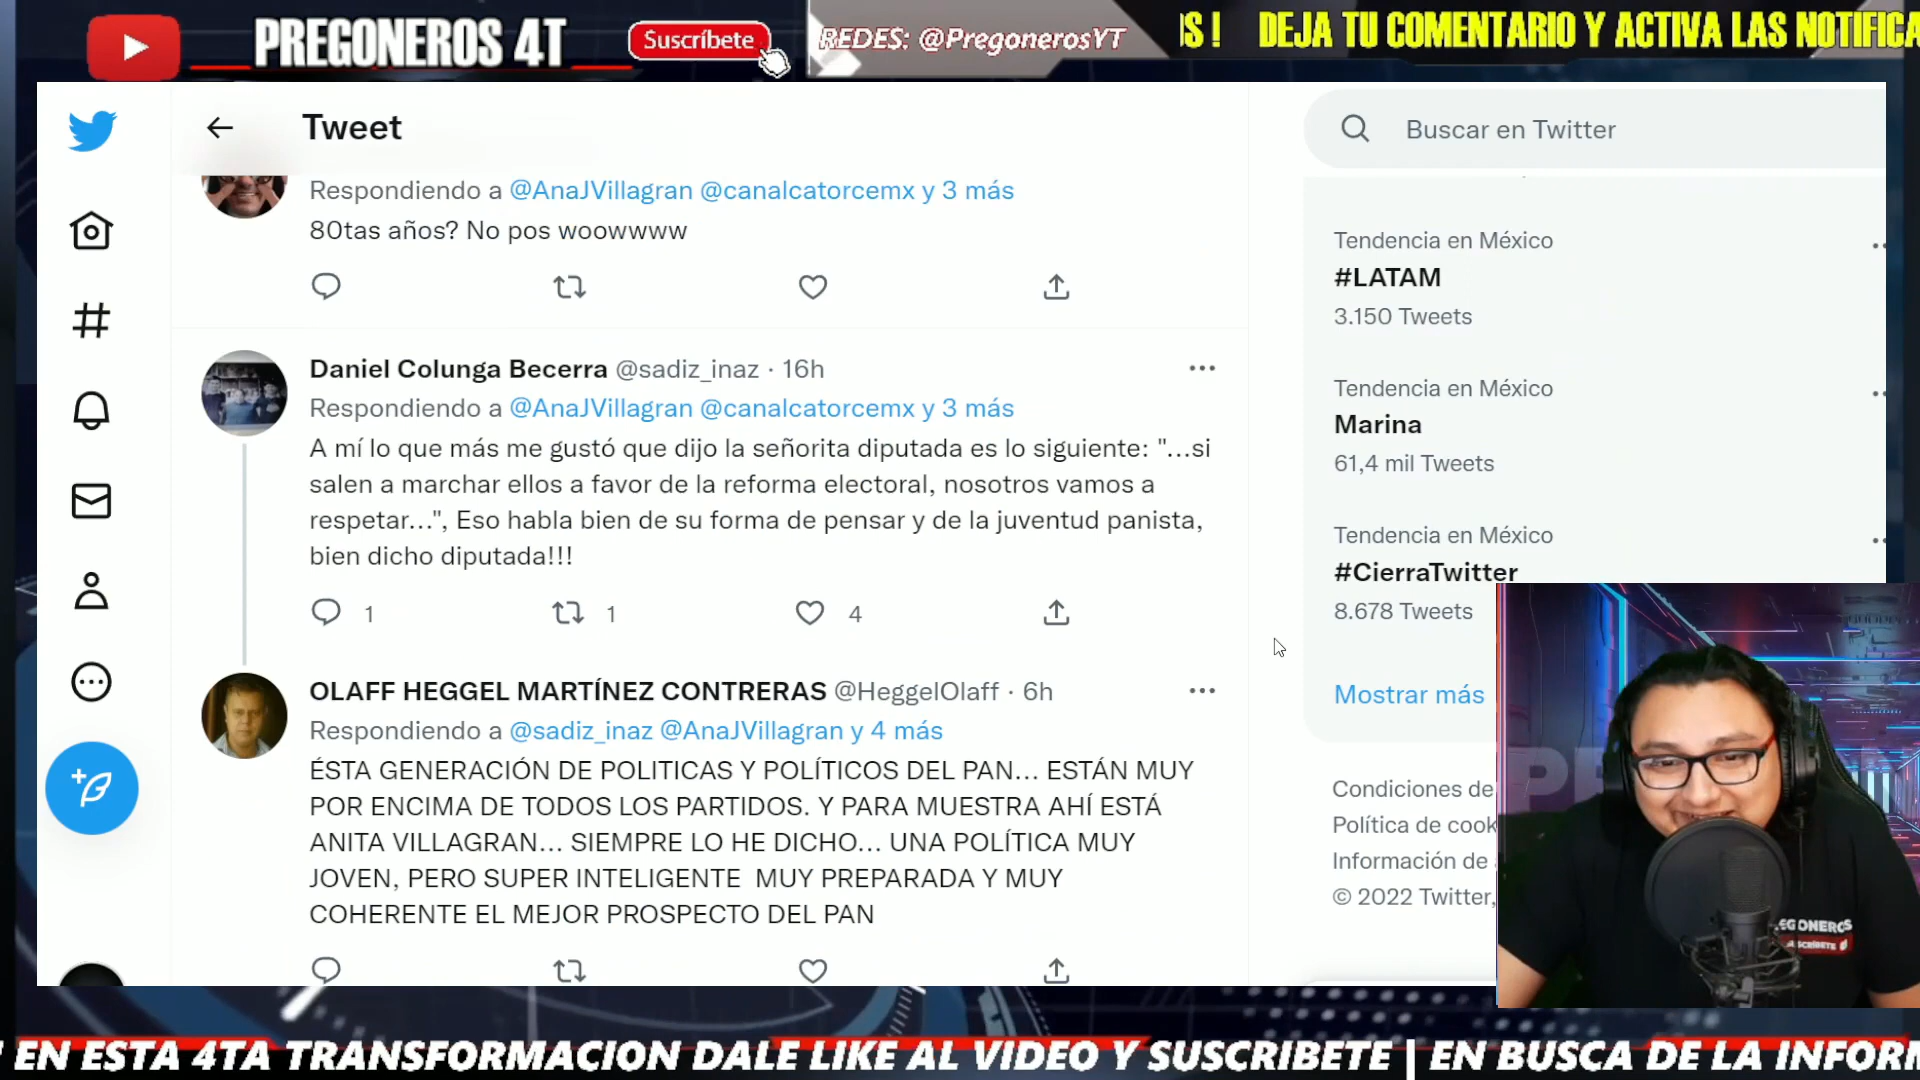 PREGONEROS 4T
Suscríbete
REDES: @PregonerosYT
S ! DEJA TU COMENTARIO Y ACTIVA LAS NOTIFICA
Tweet
Buscar en Twitter
Respondiendo a @AnaJVillagran @canalcatorcemx y 3 más
80tas años? No pos woowwww
Daniel Colunga Becerra @sadiz_inaz · 16h
Respondiendo a @AnaJVillagran @canalcatorcemx y 3 más
A mí lo que más me gustó que dijo la señorita diputada es lo siguiente: "...si
salen a marchar ellos a favor de la reforma electoral, nosotros vamos a
respetar...", Eso habla bien de su forma de pensar y de la juventud panista,
bien dicho diputada!!!
1 1 4
OLAFF HEGGEL MARTÍNEZ CONTRERAS @HeggelOlaff · 6h
Respondiendo a @sadiz_inaz @AnaJVillagran y 4 más
ÉSTA GENERACIÓN DE POLITICAS Y POLÍTICOS DEL PAN... ESTÁN MUY
POR ENCIMA DE TODOS LOS PARTIDOS. Y PARA MUESTRA AHÍ ESTÁ
ANITA VILLAGRAN... SIEMPRE LO HE DICHO... UNA POLÍTICA MUY
JOVEN, PERO SUPER INTELIGENTE  MUY PREPARADA Y MUY
COHERENTE EL MEJOR PROSPECTO DEL PAN
Tendencia en México
#LATAM
3.150 Tweets
Tendencia en México
Marina
61,4 mil Tweets
Tendencia en México
#CierraTwitter
8.678 Tweets
Mostrar más
Condiciones de
Política de cook
Información de
© 2022 Twitter,
EGONEROS
SCRÍBETE
EN ESTA 4TA TRANSFORMACION DALE LIKE AL VIDEO Y SUSCRIBETE | EN BUSCA DE LA INFORM